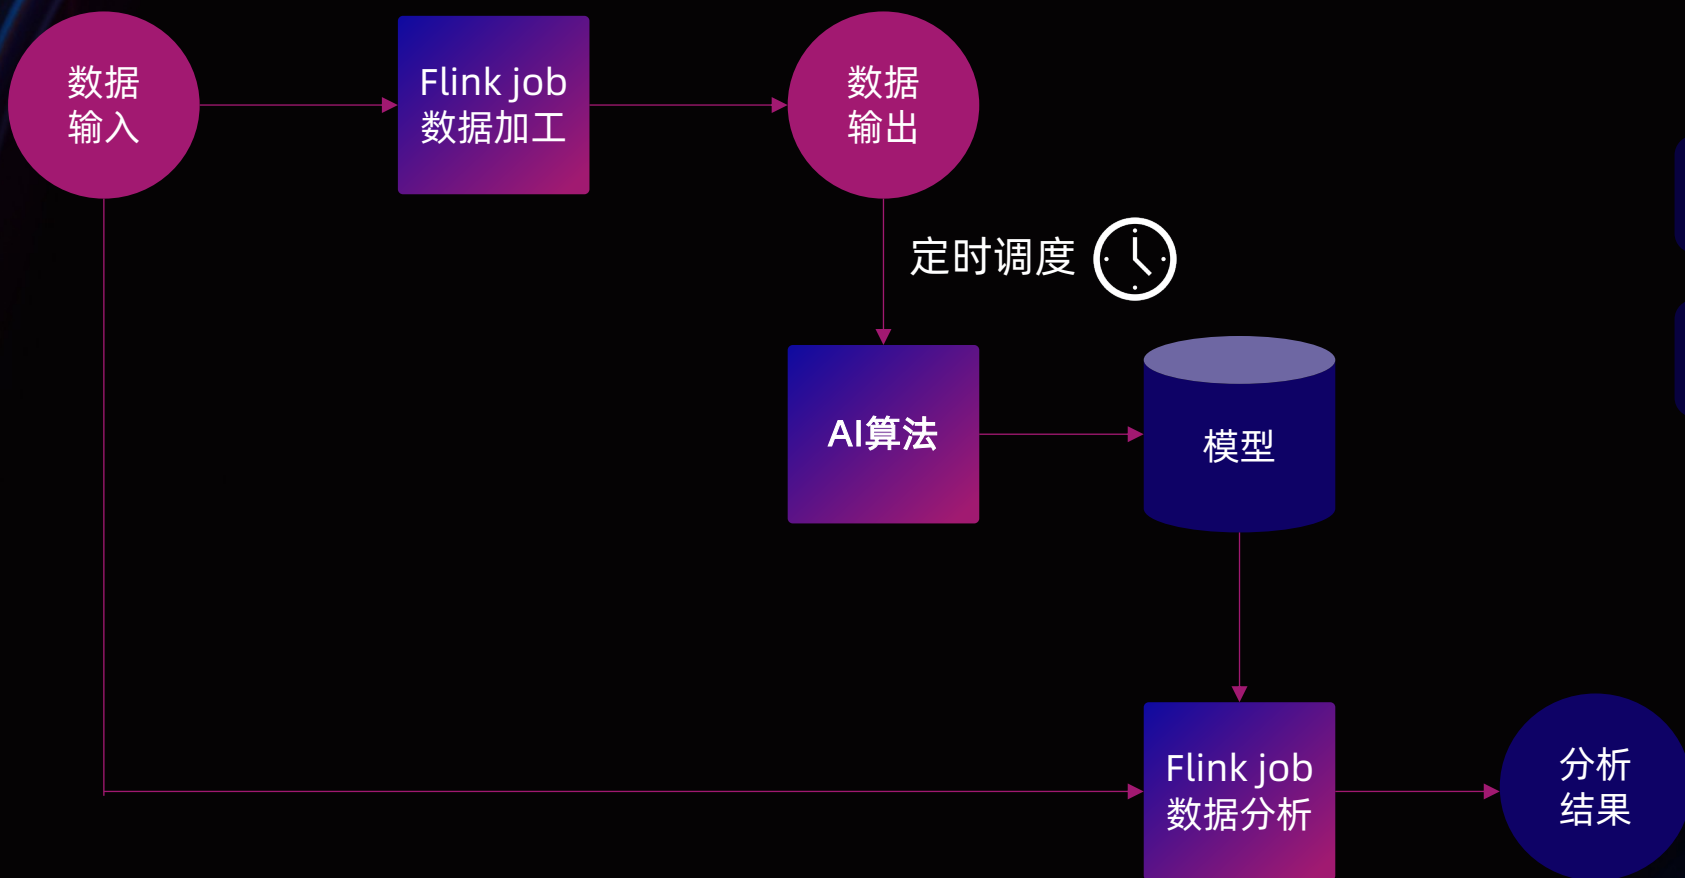 数据
输入
Flink job
数据加工
数据
输出
定时调度
AI算法
模型
Flink job
数据分析
分析
结果